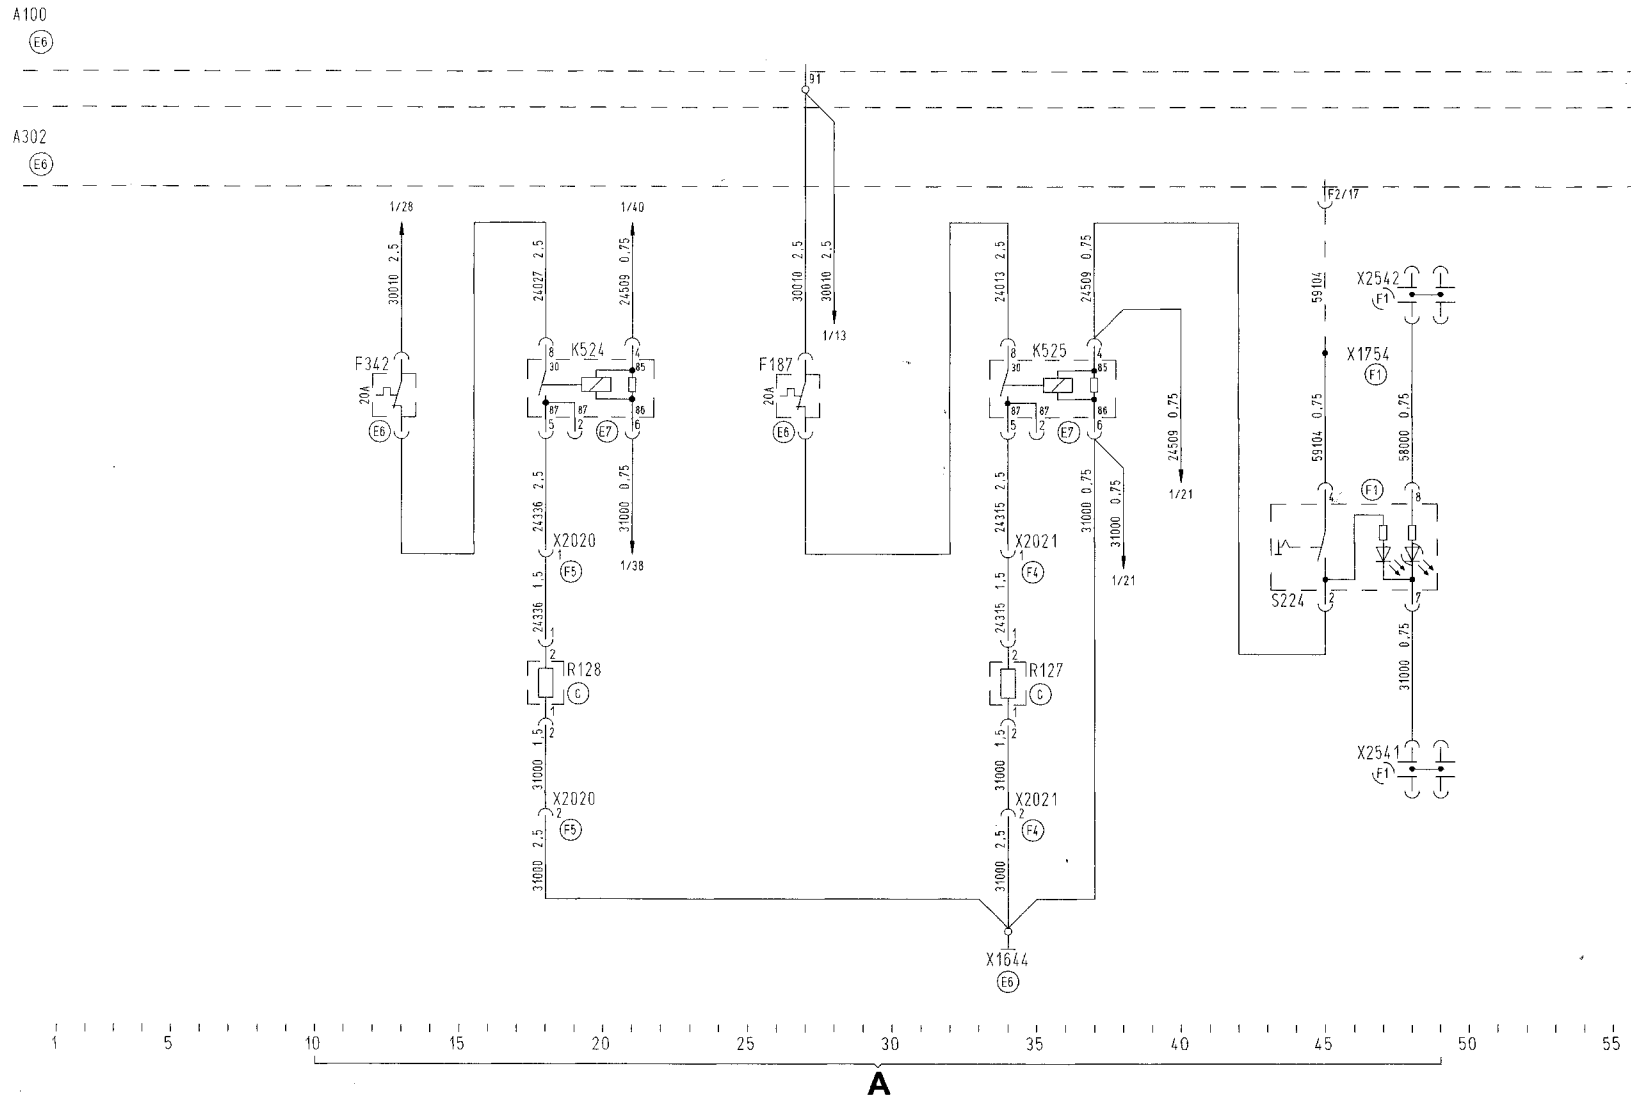 A100
E6
91
A302
E6
F2/17
1/28
1/40
30010 2.5
24027 2.5
24509 0.75
30010 2.5
30010 2.5
24013 2.5
24509 0.75
59104
X2542
F1
1/13
F342
20A
E6
8
K524
4
30
85
87
87
86
5
2
E7
6
F187
20A
E6
8
K525
4
30
85
87
87
86
5
2
E7
6
X1754
F1
24509 0.75
1/21
59104 0.75
58000 0.75
24336 2.5
31000 0.75
24315 2.5
31000 0.75
31000 0.75
4
F1
8
X2020
1
F5
1/38
X2021
1
F4
1/21
24336 1.5
24315 1.5
S224
2
7
1
2
R128
C
1
2
1
2
R127
C
1
2
31000 0.75
31000 1.5
31000 1.5
X2541
F1
X2020
2
F5
X2021
2
F4
31000 2.5
31000 2.5
X1644
E6
1 5 10 15 20 25 30 35 40 45 50 55
A